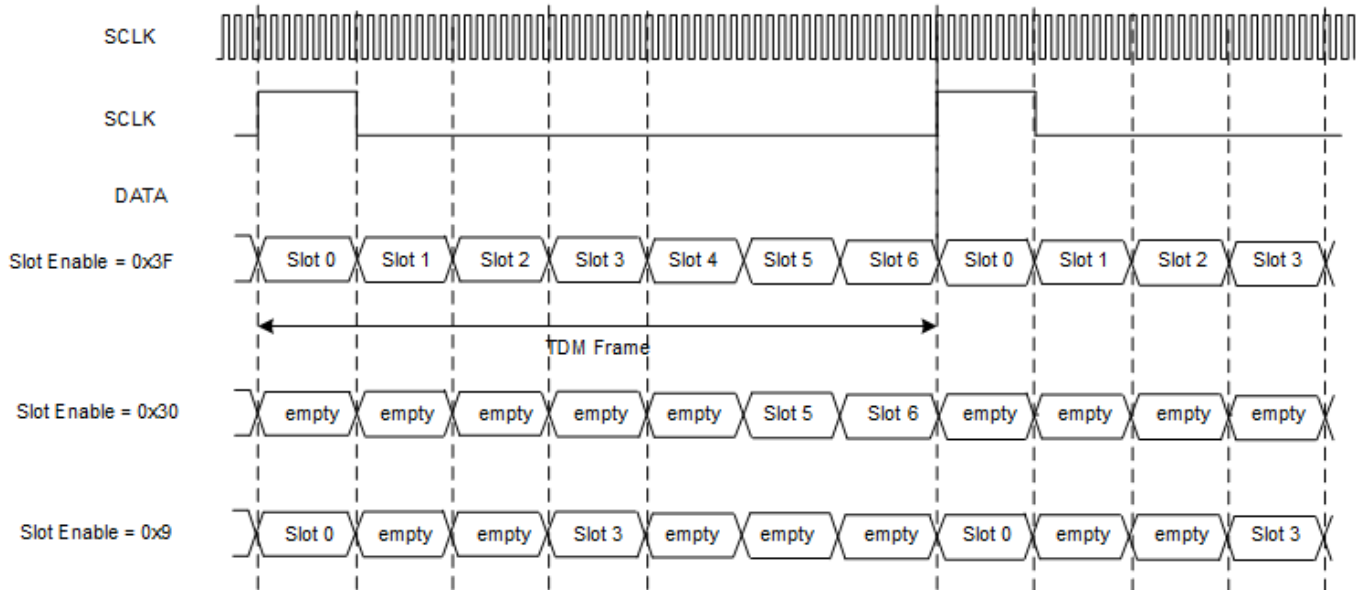 SCLK
SCLK
DATA
Slot Enable = 0x3F Slot 0 Slot 1 Slot 2 Slot 3 Slot 4 Slot 5 Slot 6 Slot 0 Slot 1 Slot 2 Slot 3
TDM Frame
Slot Enable = 0x30 empty empty empty empty empty Slot 5 Slot 6 empty empty empty empty
Slot Enable = 0x9 Slot 0 empty empty Slot 3 empty empty empty Slot 0 empty empty Slot 3